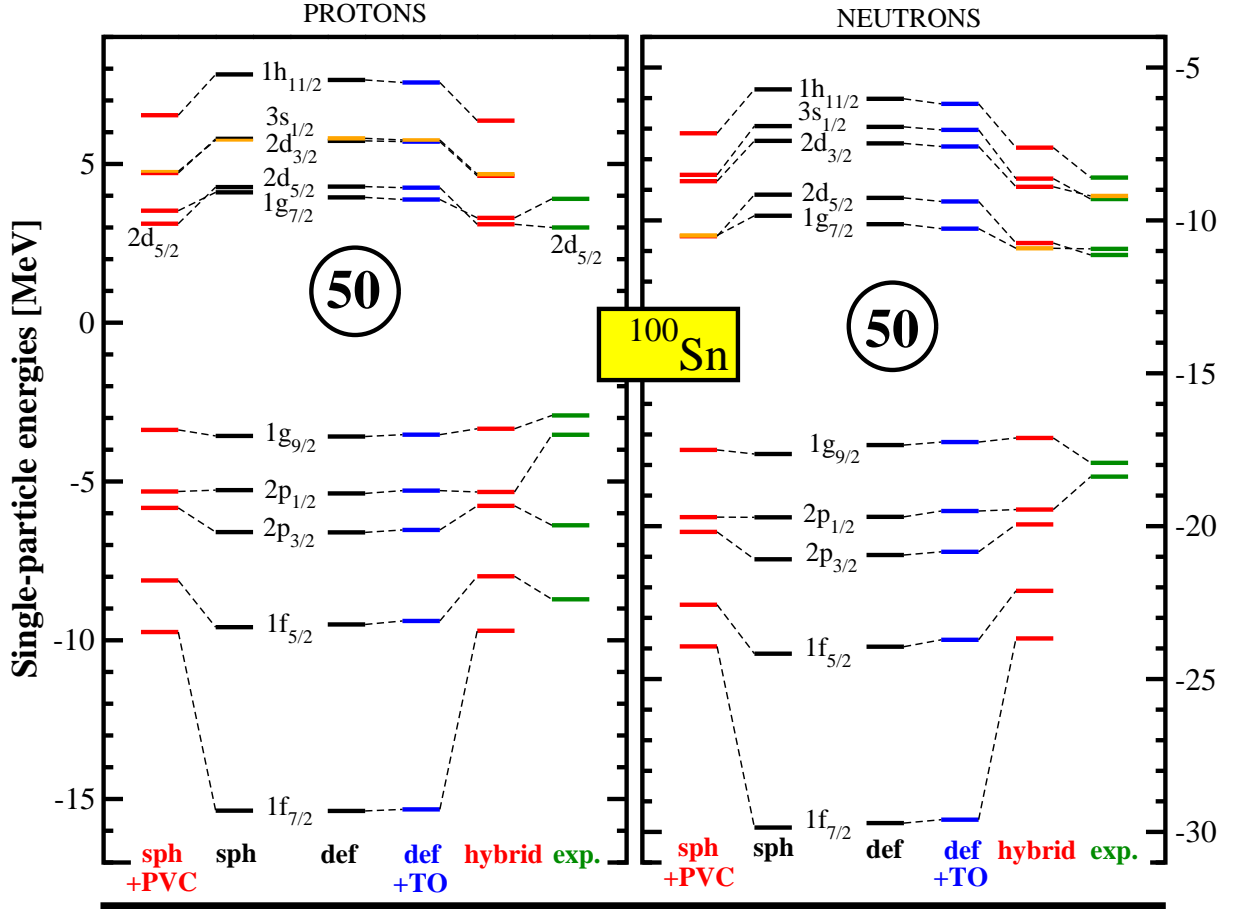 PROTONS NEUTRONS
Single-particle energies [MeV]
5
0
-5
-10
-15
1h11/2
3s1/2
2d3/2
2d5/2
1g7/2
2d5/2
2d5/2
50
1g9/2
2p1/2
2p3/2
1f5/2
1f7/2
sph sph def def hybrid exp.
+PVC +TO
100Sn
1h11/2
3s1/2
2d3/2
2d5/2
1g7/2
50
1g9/2
2p1/2
2p3/2
1f5/2
1f7/2
sph sph def def hybrid exp.
+PVC +TO
-5
-10
-15
-20
-25
-30